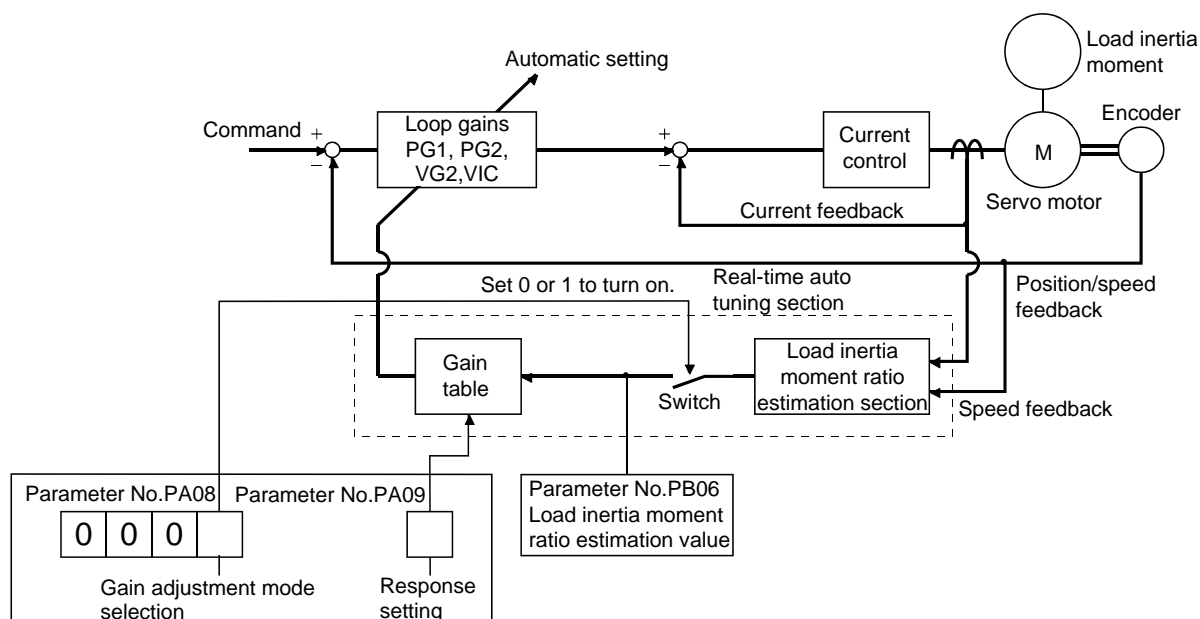 Load inertia
moment
Automatic setting
Command
+
−
Loop gains
PG1, PG2,
VG2,VIC
+
−
Current
control
M
Encoder
Servo motor
Current feedback
Set 0 or 1 to turn on.
Real-time auto
tuning section
Position/speed
feedback
Gain
table
Switch
Load inertia
moment ratio
estimation section
Speed feedback
Parameter No.PA08
Parameter No.PA09
0 0 0
Gain adjustment mode
selection
Response
setting
Parameter No.PB06
Load inertia moment
ratio estimation value